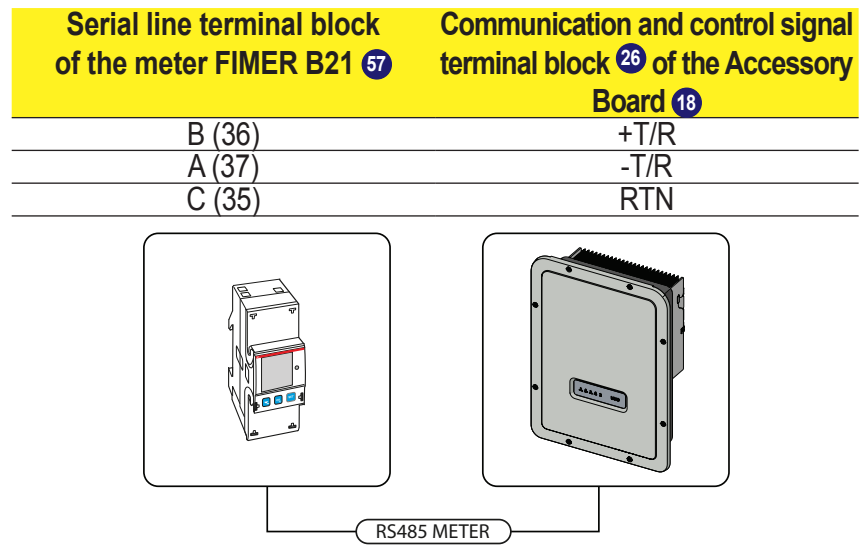 Serial line terminal block
of the meter FIMER B21 57
Communication and control signal
terminal block 26 of the Accessory
Board 18
B (36) +T/R
A (37) -T/R
C (35) RTN
RS485 METER